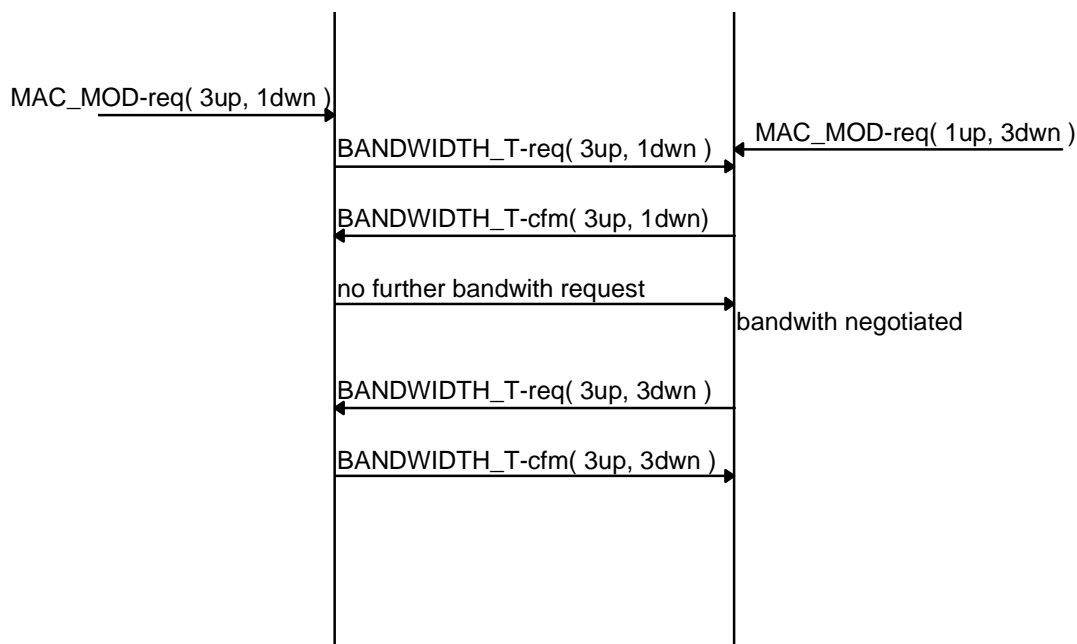 MAC_MOD-req( 3up, 1dwn )
MAC_MOD-req( 1up, 3dwn )
BANDWIDTH_T-req( 3up, 1dwn )
BANDWIDTH_T-cfm( 3up, 1dwn)
no further bandwith request
bandwith negotiated
BANDWIDTH_T-req( 3up, 3dwn )
BANDWIDTH_T-cfm( 3up, 3dwn )